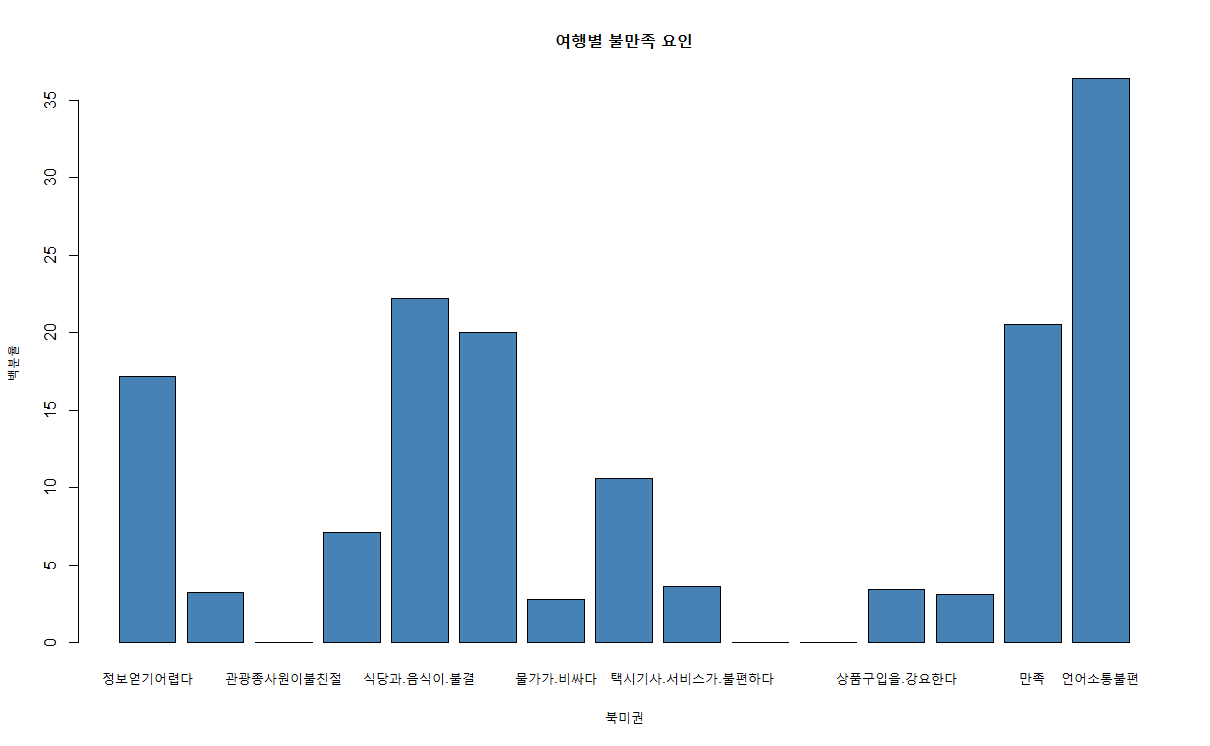 여행별 불만족 요인
백분율
35
30
25
20
15
10
5
0
정보얻기어렵다 관광종사원이불친절 식당과.음식이.불결 물가가.비싸다 택시기사.서비스가.불편하다 상품구입을.강요한다 만족 언어소통불편
북미권